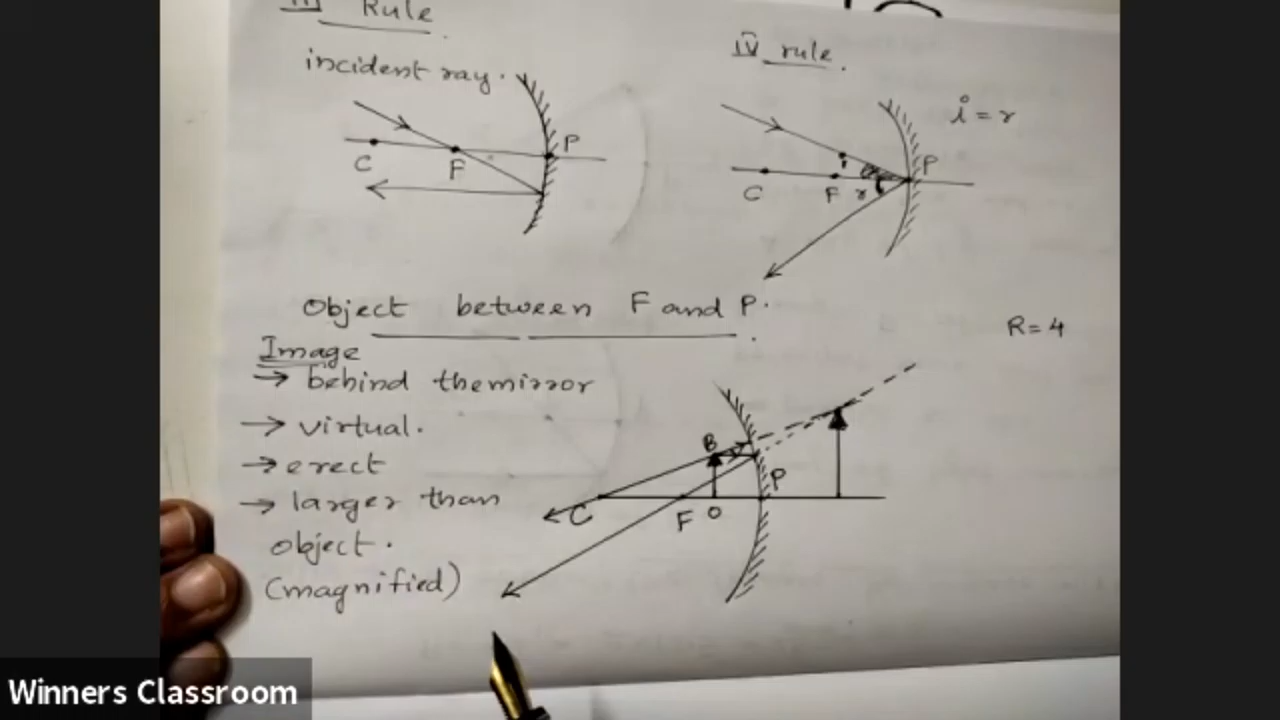 III Rule
incident ray.
C
F
P
IV rule.
i = r
i
P
C
F
r
Object between F and P.
R = 4
Image
→ behind the mirror
→ virtual.
→ erect
→ larger than
object.
(magnified)
B
P
C
F
O
Winners Classroom